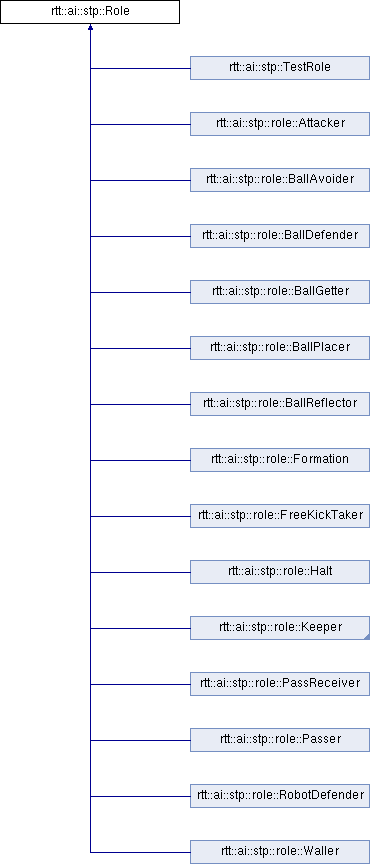 rtt::ai::stp::Role
rtt::ai::stp::TestRole
rtt::ai::stp::role::Attacker
rtt::ai::stp::role::BallAvoider
rtt::ai::stp::role::BallDefender
rtt::ai::stp::role::BallGetter
rtt::ai::stp::role::BallPlacer
rtt::ai::stp::role::BallReflector
rtt::ai::stp::role::Formation
rtt::ai::stp::role::FreeKickTaker
rtt::ai::stp::role::Halt
rtt::ai::stp::role::Keeper
rtt::ai::stp::role::PassReceiver
rtt::ai::stp::role::Passer
rtt::ai::stp::role::RobotDefender
rtt::ai::stp::role::Waller